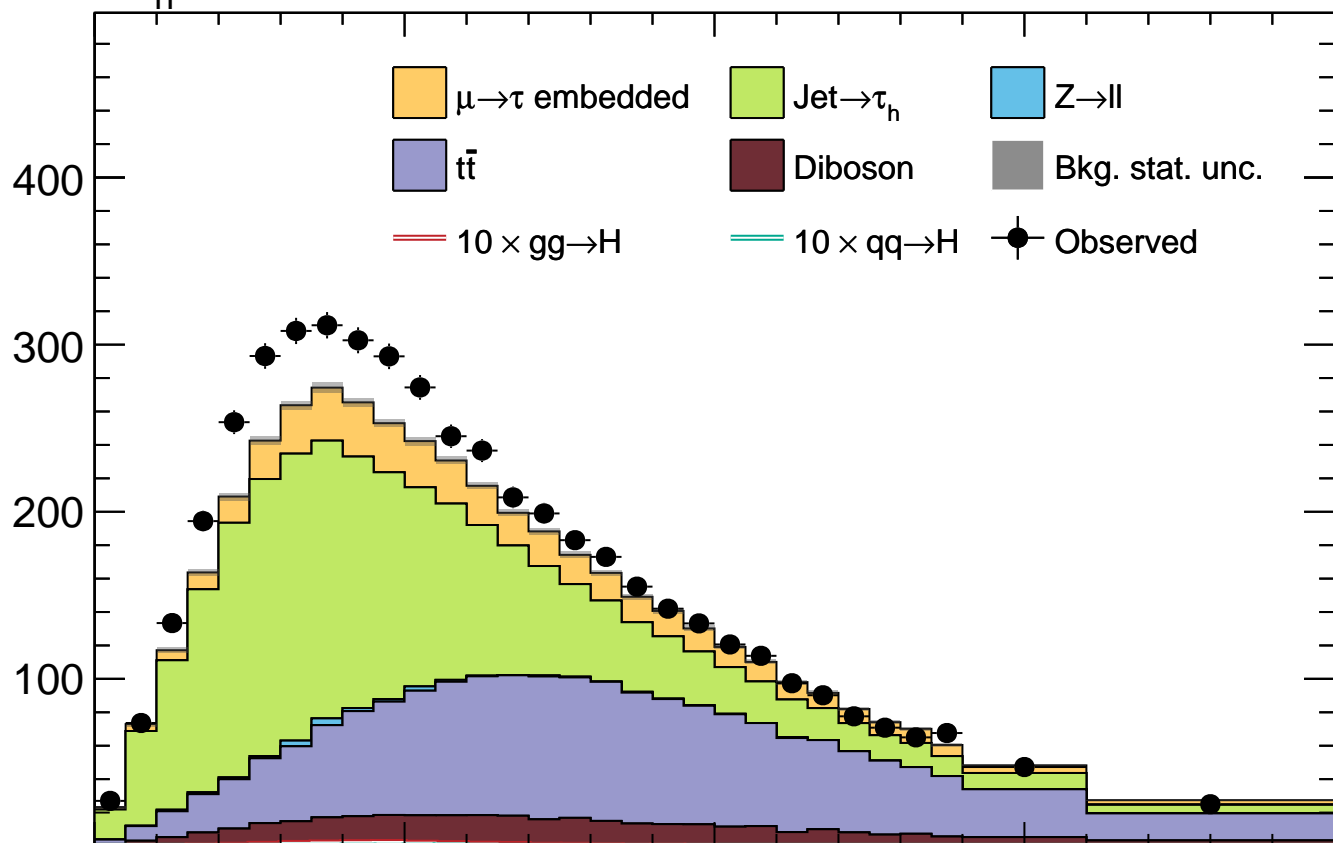 μ→τ embedded Jet→τh Z→ll
tt̄ Diboson Bkg. stat. unc.
10 × gg→H 10 × qq→H Observed
400
300
200
100